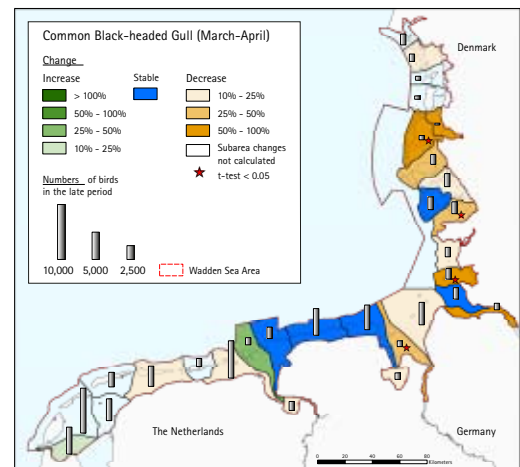 Common Black-headed Gull (March-April)
Change
Increase Stable Decrease
> 100% 10% - 25%
50% - 100% 25% - 50%
25% - 50% 50% - 100%
10% - 25% Subarea changes
not calculated
t-test < 0.05
Numbers of birds
in the late period
10,000 5,000 2,500 Wadden Sea Area
Denmark
The Netherlands
Germany
0 10 20 40 60 80
Kilometers